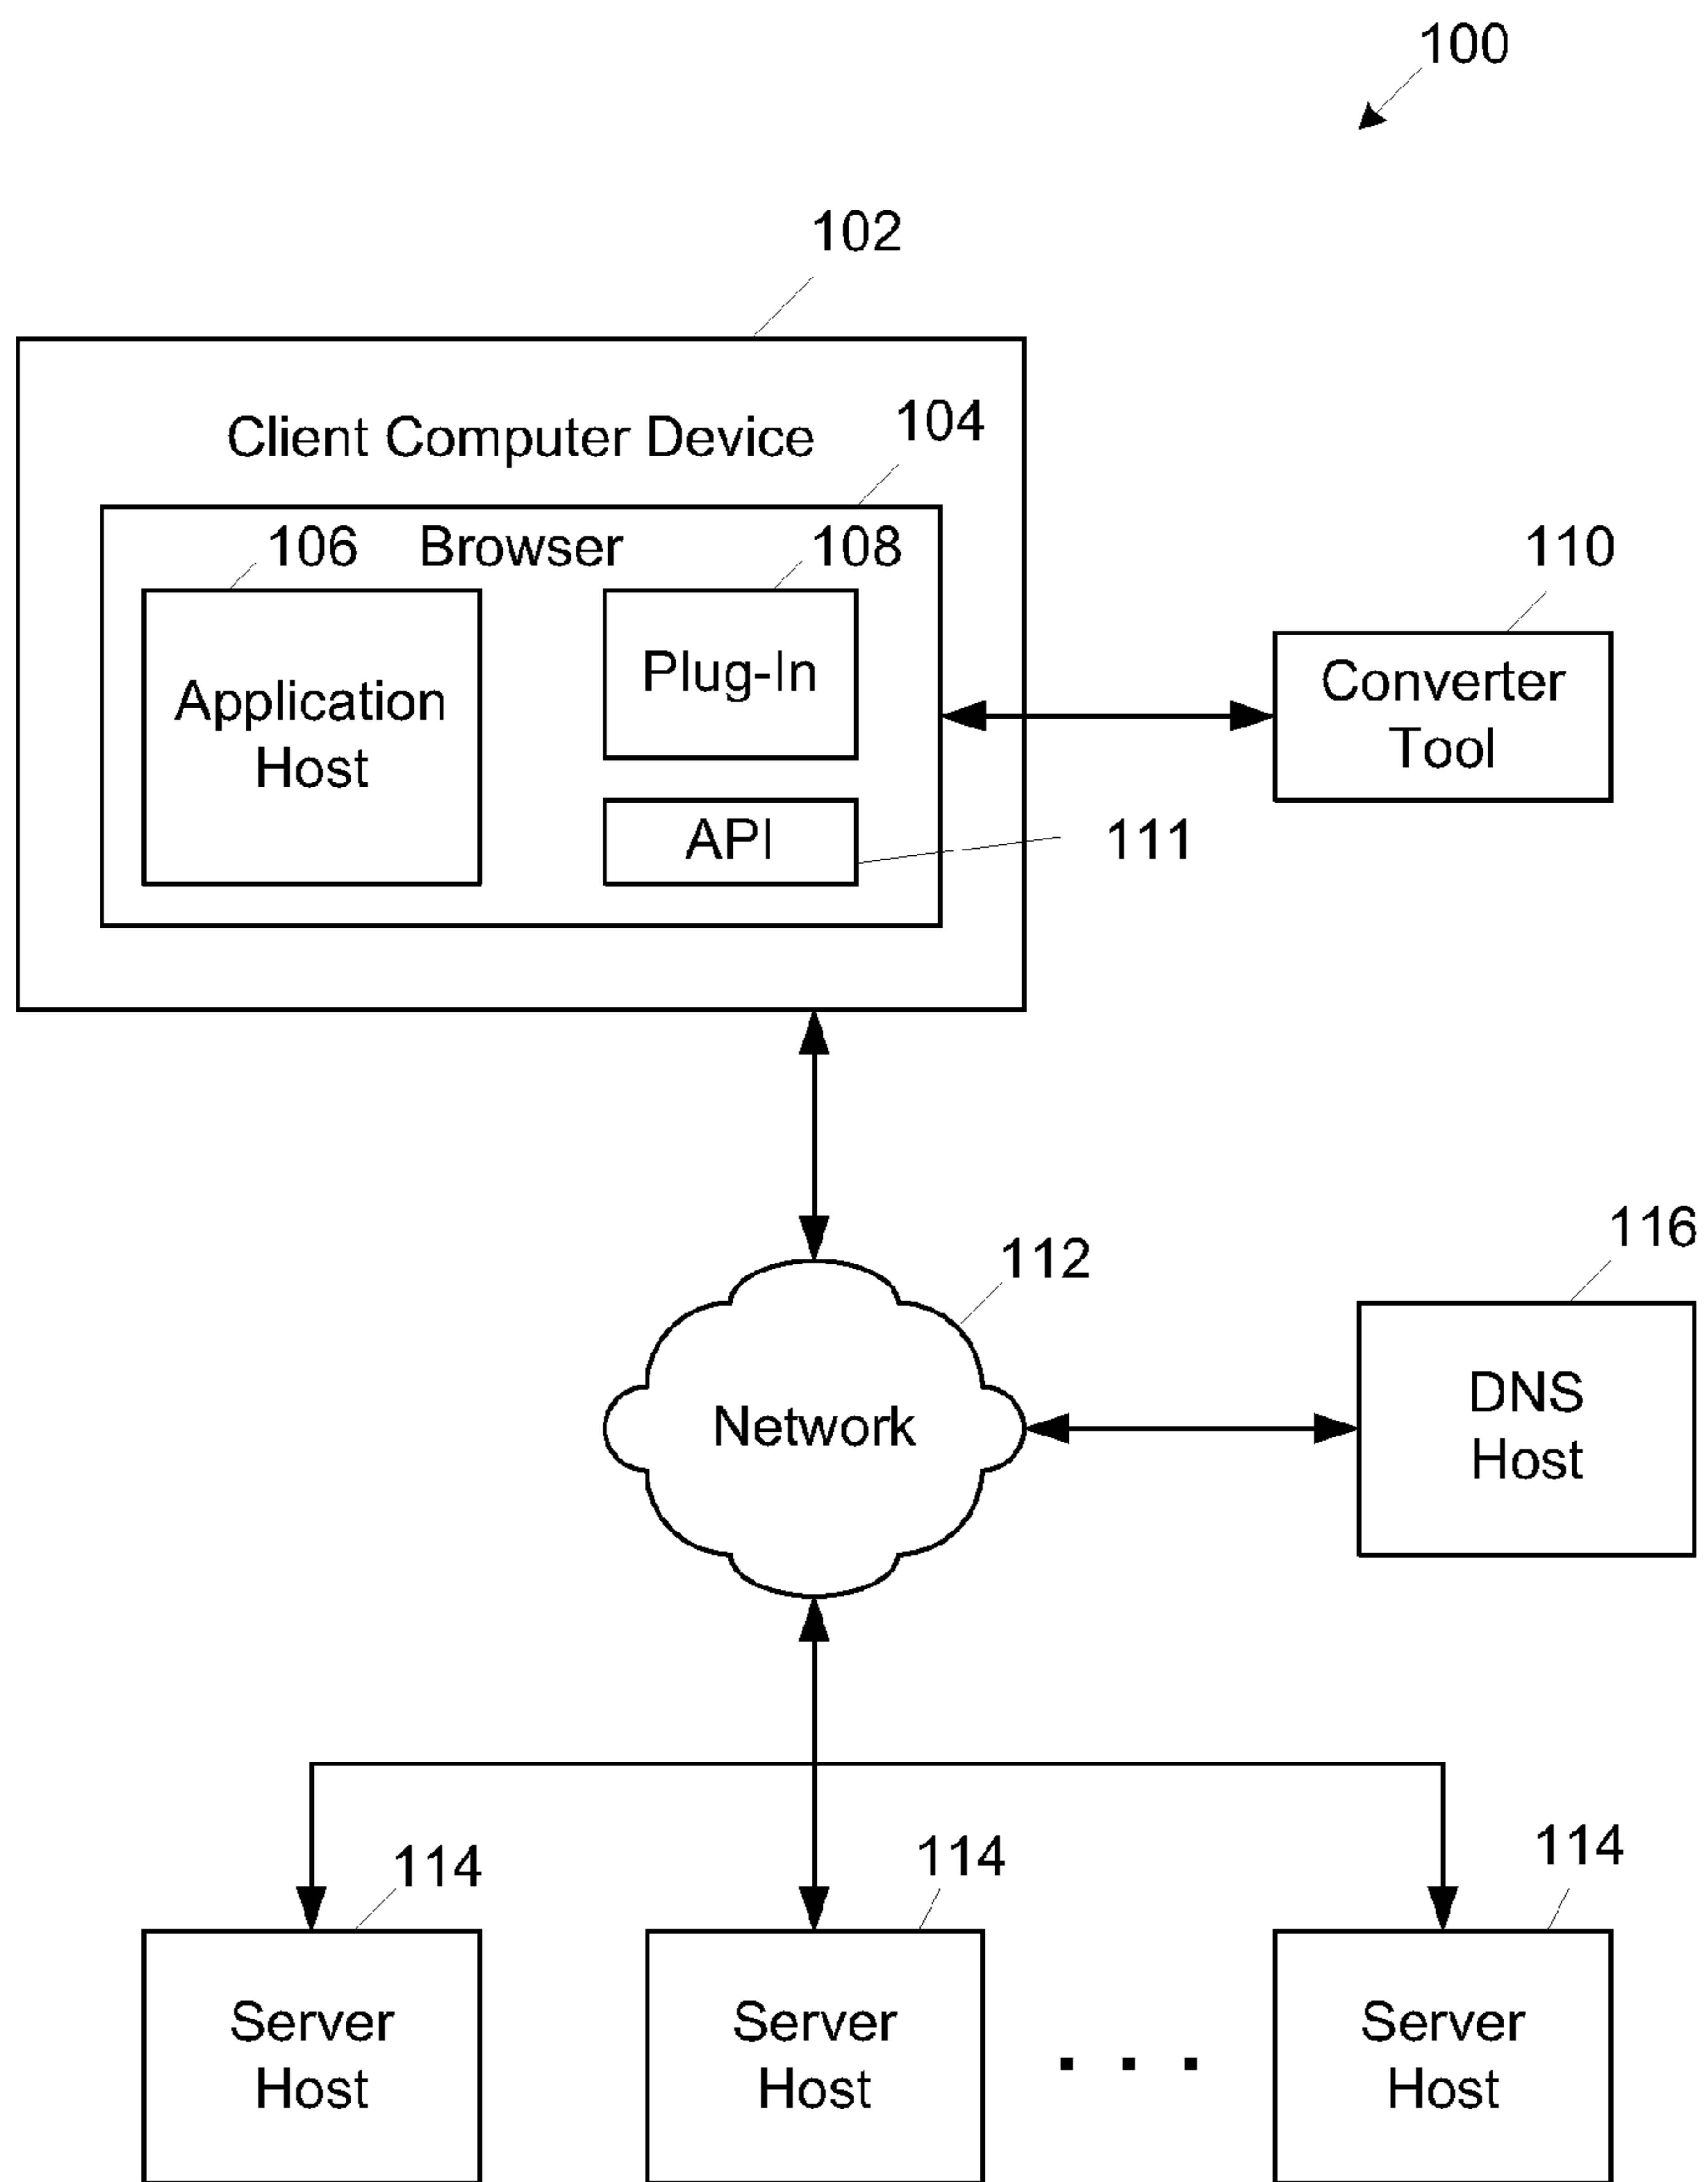 100
102
Client Computer Device
104
106
Browser
108
110
Application
Host
Plug-In
Converter
Tool
API
111
112
116
Network
DNS
Host
114
114
114
Server
Host
Server
Host
. . .
Server
Host